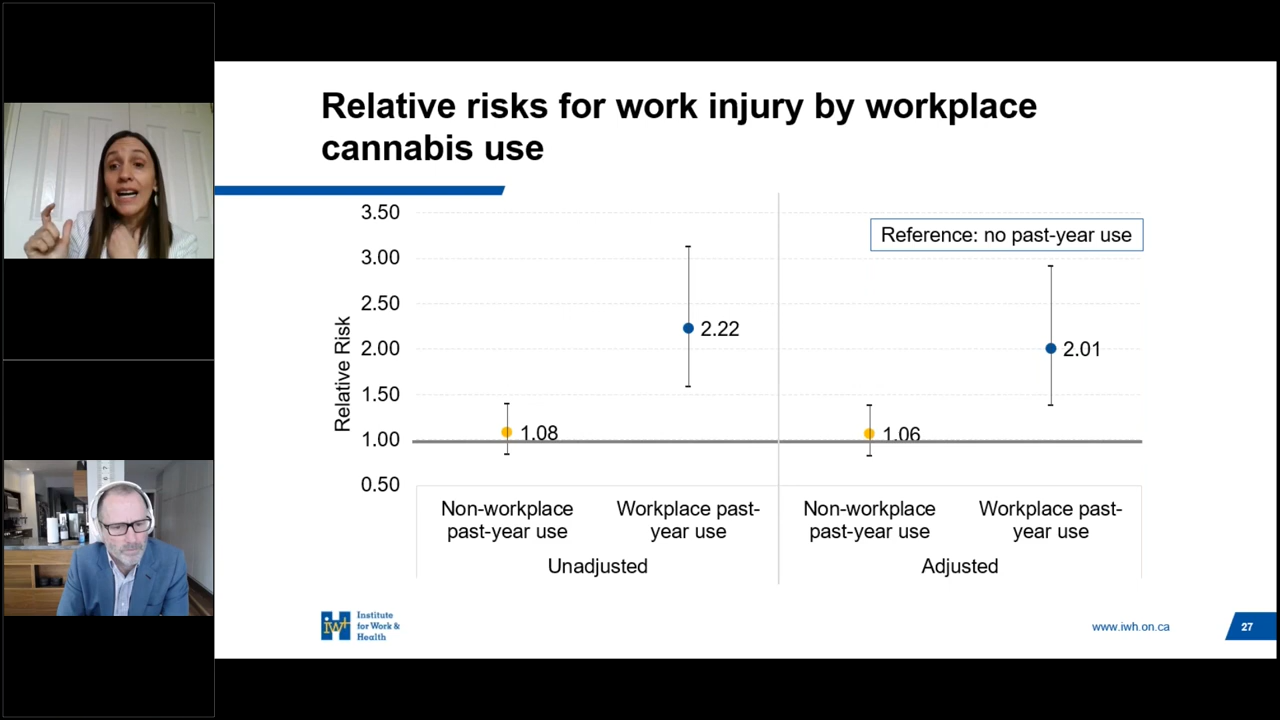 Relative risks for work injury by workplace
cannabis use
3.50
3.00
2.50
2.00
1.50
1.00
0.50
Relative Risk
Reference: no past-year use
1.08
2.22
1.06
2.01
Non-workplace
past-year use
Workplace past-
year use
Non-workplace
past-year use
Workplace past-
year use
Unadjusted
Adjusted
iwh
Institute
for Work &
Health
www.iwh.on.ca
27